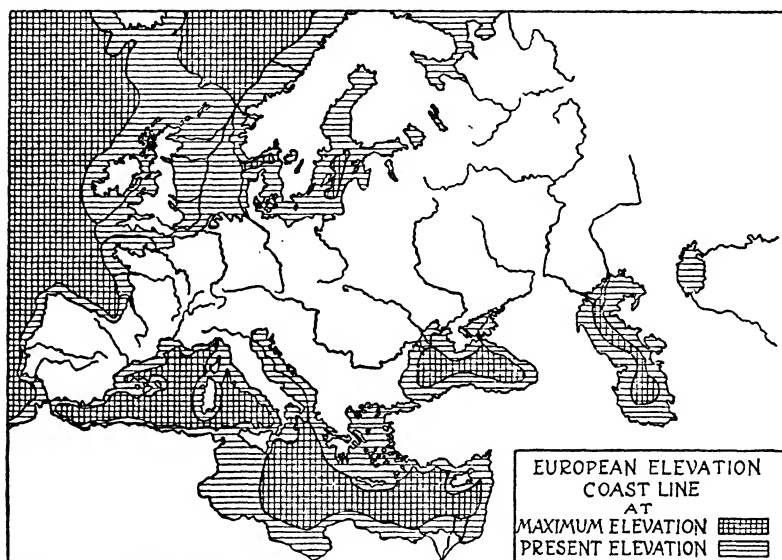 EUROPEAN ELEVATION
COAST LINE
AT
MAXIMUM ELEVATION
PRESENT ELEVATION